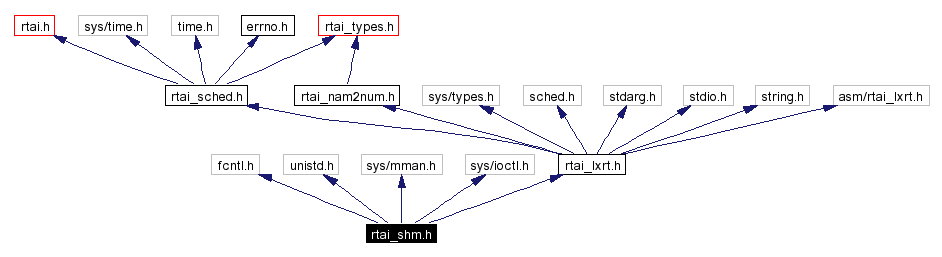 rtai.h
sys/time.h
time.h
errno.h
rtai_types.h
rtai_sched.h
rtai_nam2num.h
sys/types.h
sched.h
stdarg.h
stdio.h
string.h
asm/rtai_lxrt.h
fcntl.h
unistd.h
sys/mman.h
sys/ioctl.h
rtai_lxrt.h
rtai_shm.h